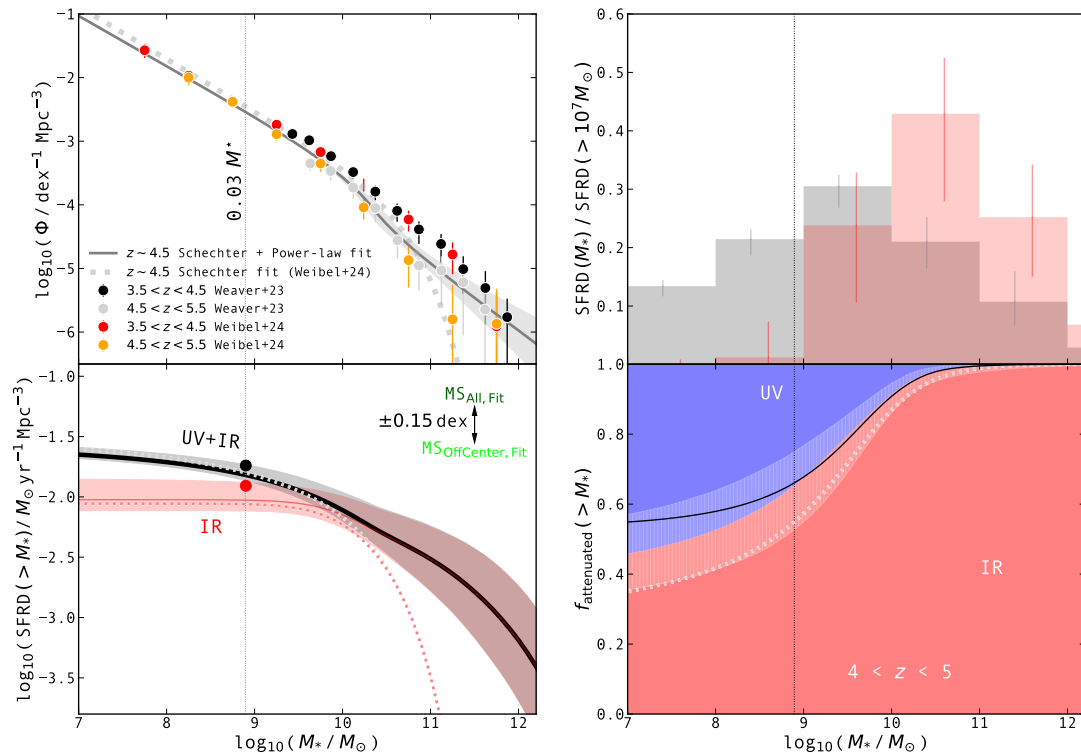 −1
−2
−3
−4
−5
−6
log₁₀(Φ / dex⁻¹ Mpc⁻³)
0.03 M*
z∼4.5 Schechter + Power-law fit
z∼4.5 Schechter fit (Weibel+24)
3.5<z<4.5 Weaver+23
4.5<z<5.5 Weaver+23
3.5<z<4.5 Weibel+24
4.5<z<5.5 Weibel+24
0.6
0.5
0.4
0.3
0.2
0.1
SFRD(M*) / SFRD(>10⁷M⊙)
−1.0
−1.5
−2.0
−2.5
−3.0
−3.5
log₁₀(SFRD(>M*)/M⊙yr⁻¹Mpc⁻³)
MS_All, Fit
±0.15 dex
MS_OffCenter, Fit
UV+IR
IR
7 8 9 10 11 12
log₁₀(M*/M⊙)
1.0
0.8
0.6
0.4
0.2
0.0
f_attenuated(>M*)
UV
IR
4 < z < 5
7 8 9 10 11 12
log₁₀(M*/M⊙)